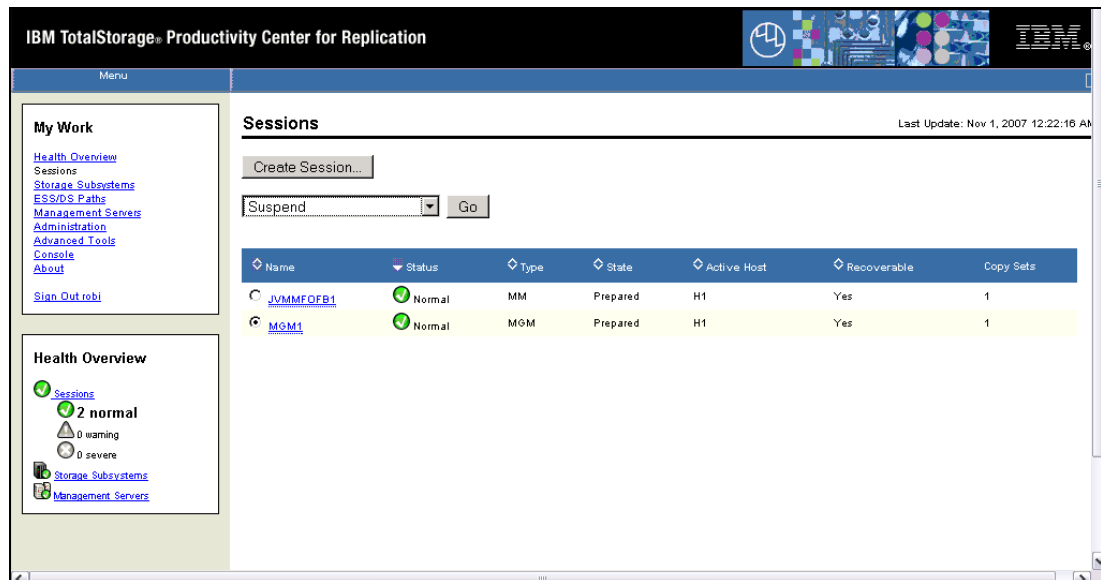 IBM TotalStorage® Productivity Center for Replication
IBM®
Menu
My Work
Health Overview
Sessions
Storage Subsystems
ESS/DS Paths
Management Servers
Administration
Advanced Tools
Console
About
Sign Out robi
Health Overview
Sessions
2 normal
0 warning
0 severe
Storage Subsystems
Management Servers
Sessions
Last Update: Nov 1, 2007 12:22:16 AM
Create Session...
Suspend Go
Name Status Type State Active Host Recoverable Copy Sets
JVMMFOFB1 Normal MM Prepared H1 Yes 1
MGM1 Normal MGM Prepared H1 Yes 1